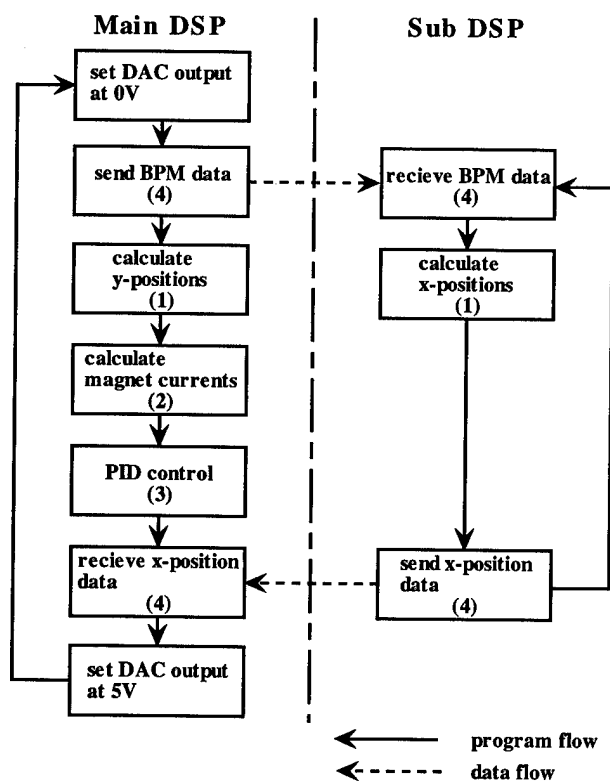 Main DSP
Sub DSP
set DAC output
at 0V
send BPM data
(4)
recieve BPM data
(4)
calculate
y-positions
(1)
calculate
x-positions
(1)
calculate
magnet currents
(2)
PID control
(3)
recieve x-position
data
(4)
send x-position
data
(4)
set DAC output
at 5V
program flow
data flow